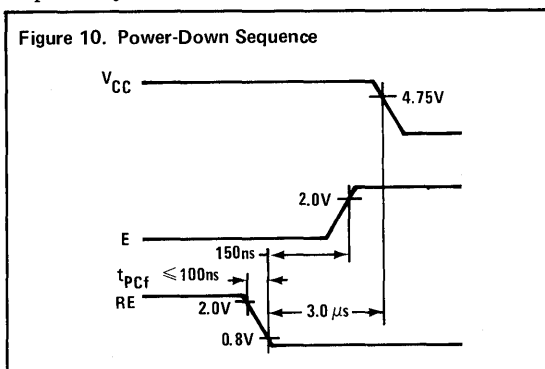 Figure 10. Power-Down Sequence
VCC
4.75V
2.0V
E
150ns
tPCf ≤100ns
RE
2.0V
3.0 μs
0.8V